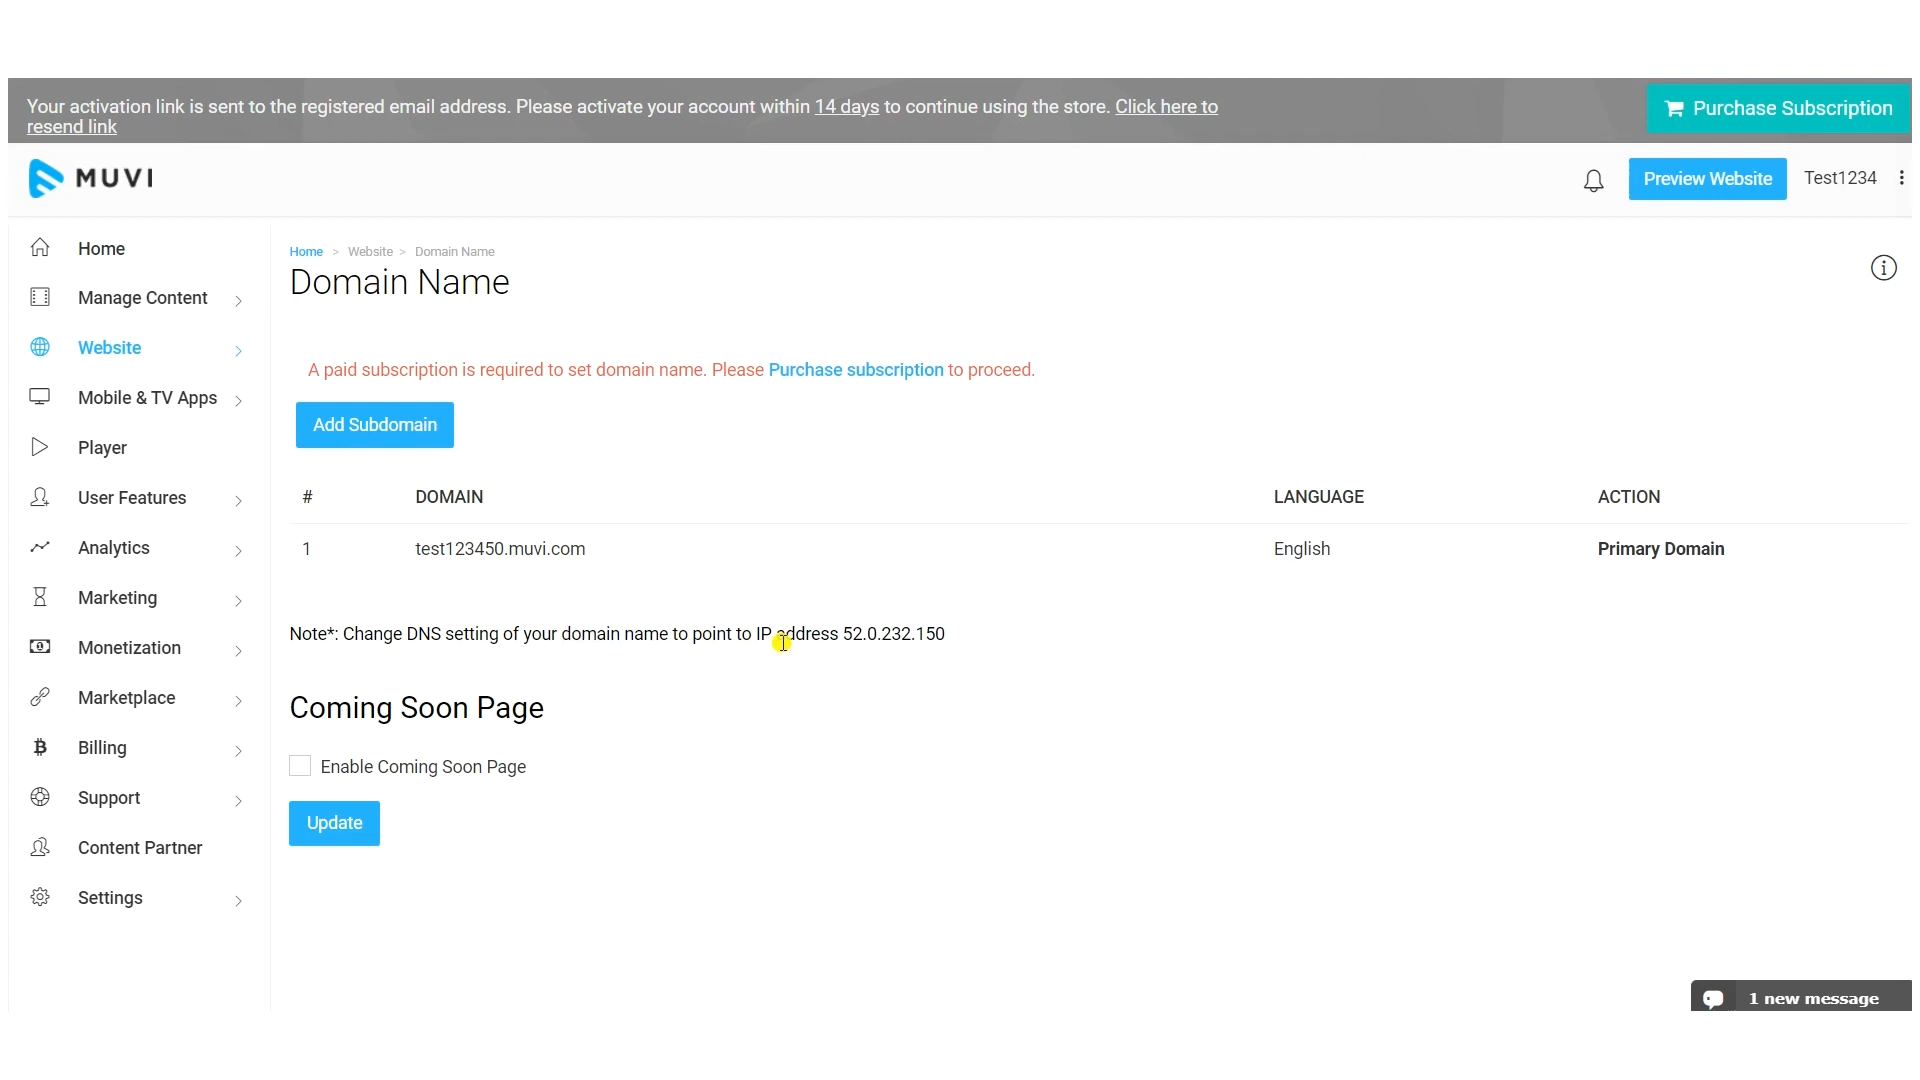 Your activation link is sent to the registered email address. Please activate your account within 14 days to continue using the store. Click here to
resend link
Purchase Subscription
MUVI
Preview Website
Test1234
Home
Manage Content
Website
Mobile & TV Apps
Player
User Features
Analytics
Marketing
Monetization
Marketplace
Billing
Support
Content Partner
Settings
Home > Website > Domain Name
Domain Name
A paid subscription is required to set domain name. Please Purchase subscription to proceed.
Add Subdomain
# DOMAIN LANGUAGE ACTION
1 test123450.muvi.com English Primary Domain
Note*: Change DNS setting of your domain name to point to IP address 52.0.232.150
Coming Soon Page
Enable Coming Soon Page
Update
1 new message